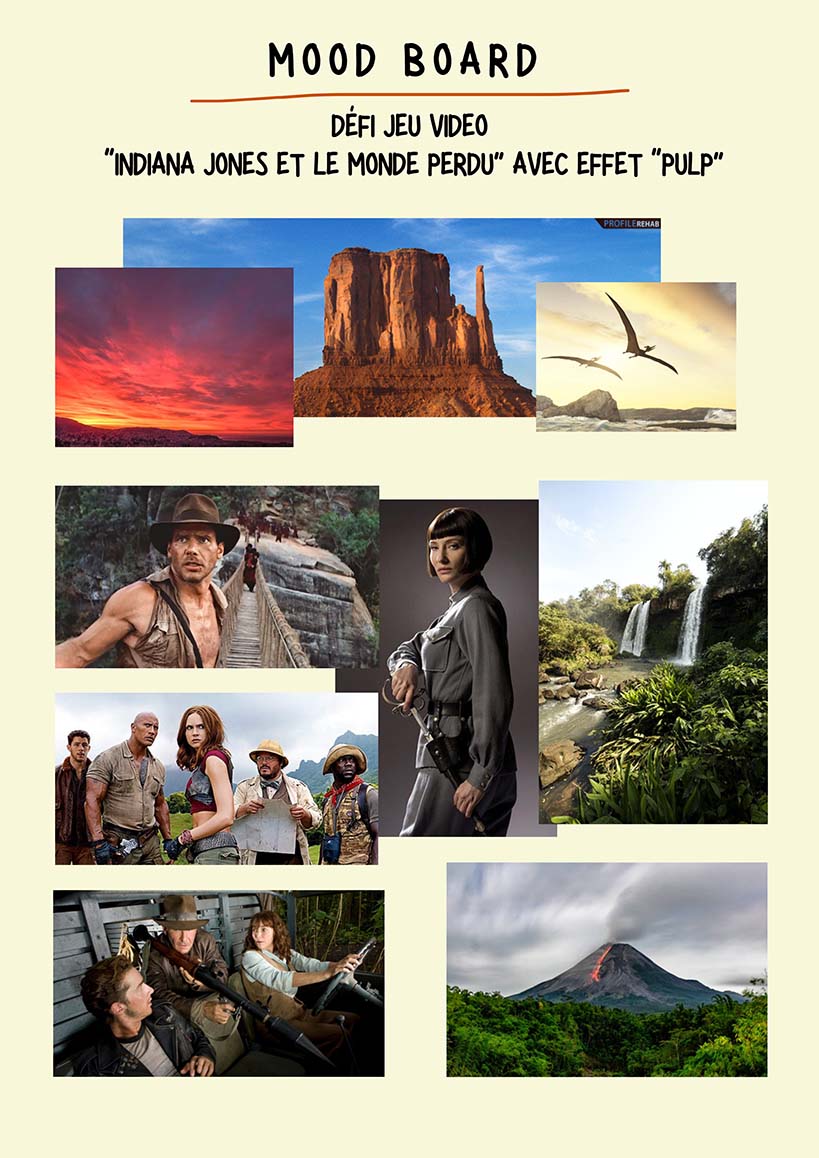 MOOD BOARD
DÉFI JEU VIDEO
"INDIANA JONES ET LE MONDE PERDU" AVEC EFFET "PULP"
PROFILEREHAB